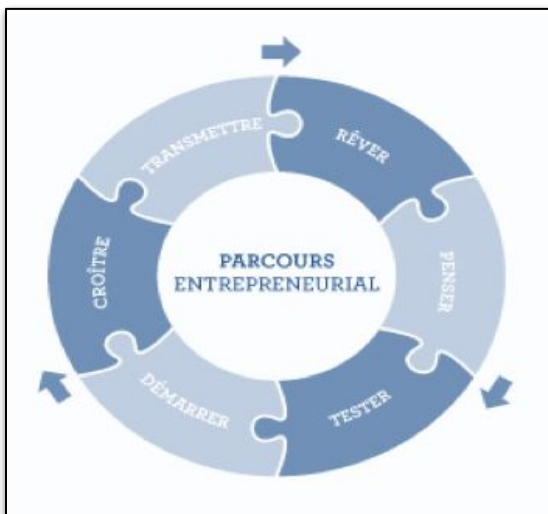 PARCOURS
ENTREPRENEURIAL
RÊVER
PENSER
TESTER
DÉMARRER
CROÎTRE
TRANSMETTRE